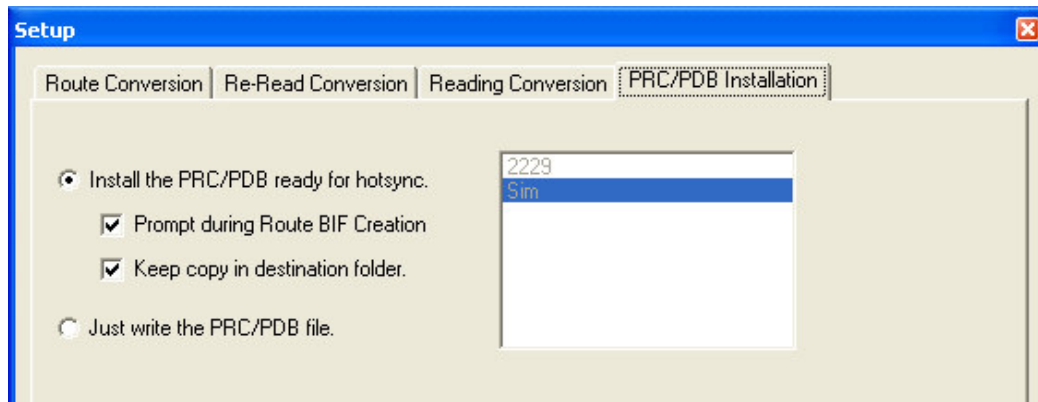 Setup
Route Conversion Re-Read Conversion Reading Conversion PRC/PDB Installation
Install the PRC/PDB ready for hotsync.
Prompt during Route BIF Creation
Keep copy in destination folder.
Just write the PRC/PDB file.
2229
Sim